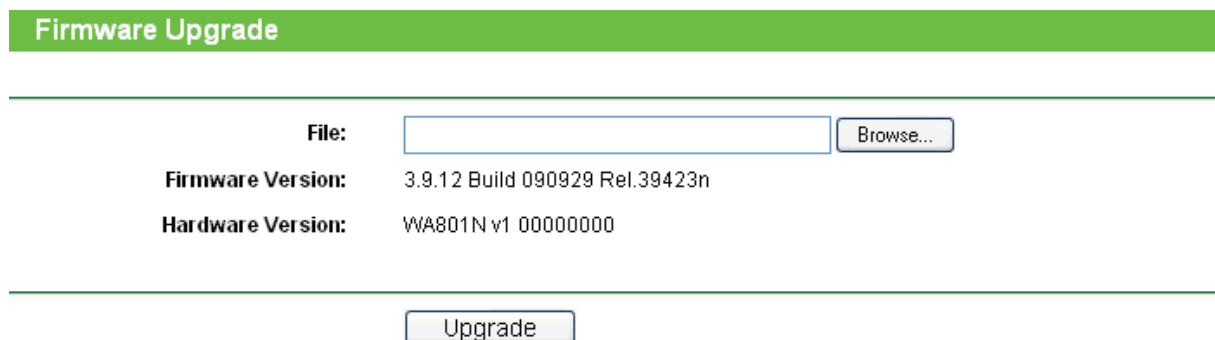 Firmware Upgrade
File: Browse...
Firmware Version: 3.9.12 Build 090929 Rel.39423n
Hardware Version: WA801N v1 00000000
Upgrade